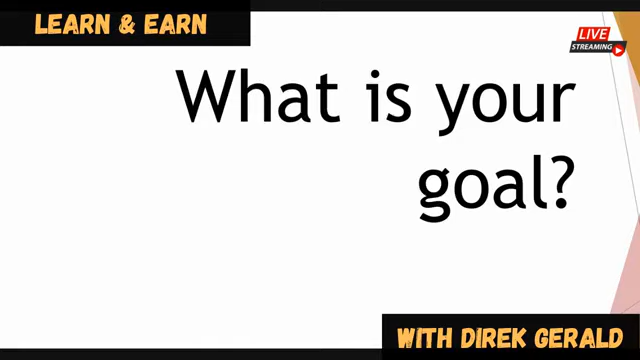 LEARN & EARN
LIVE
STREAMING
What is your
goal?
WITH DIREK GERALD